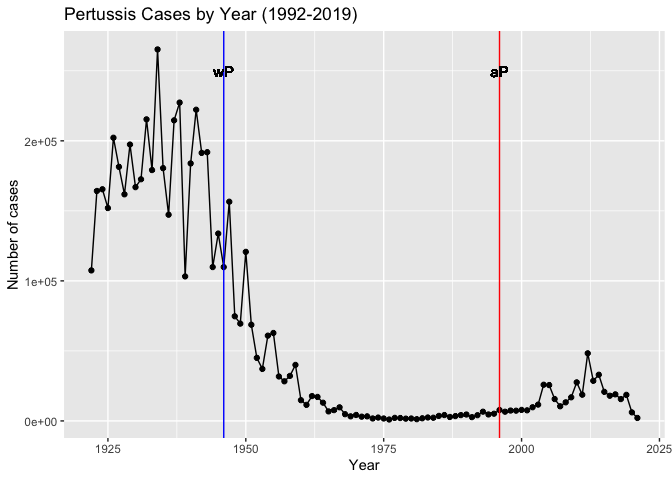 Pertussis Cases by Year (1992-2019)
wP
aP
2e+05
1e+05
0e+00
Number of cases
1925
1950
1975
2000
2025
Year